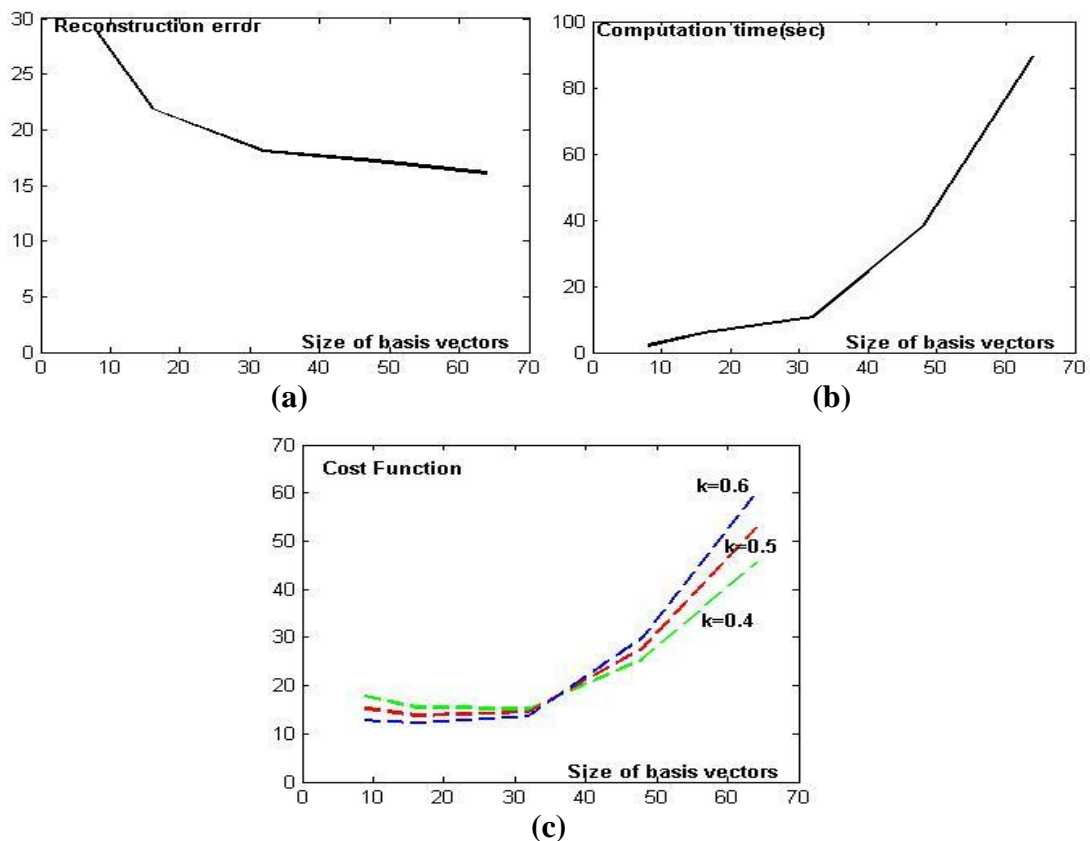 30
Reconstruction error
25
20
15
10
5
0
Size of basis vectors
0 10 20 30 40 50 60 70
(a)
100
Computation time(sec)
80
60
40
20
0
Size of basis vectors
0 10 20 30 40 50 60 70
(b)
70
Cost Function
60
k=0.6
50
k=0.5
40
k=0.4
30
20
10
0
Size of basis vectors
0 10 20 30 40 50 60 70
(c)